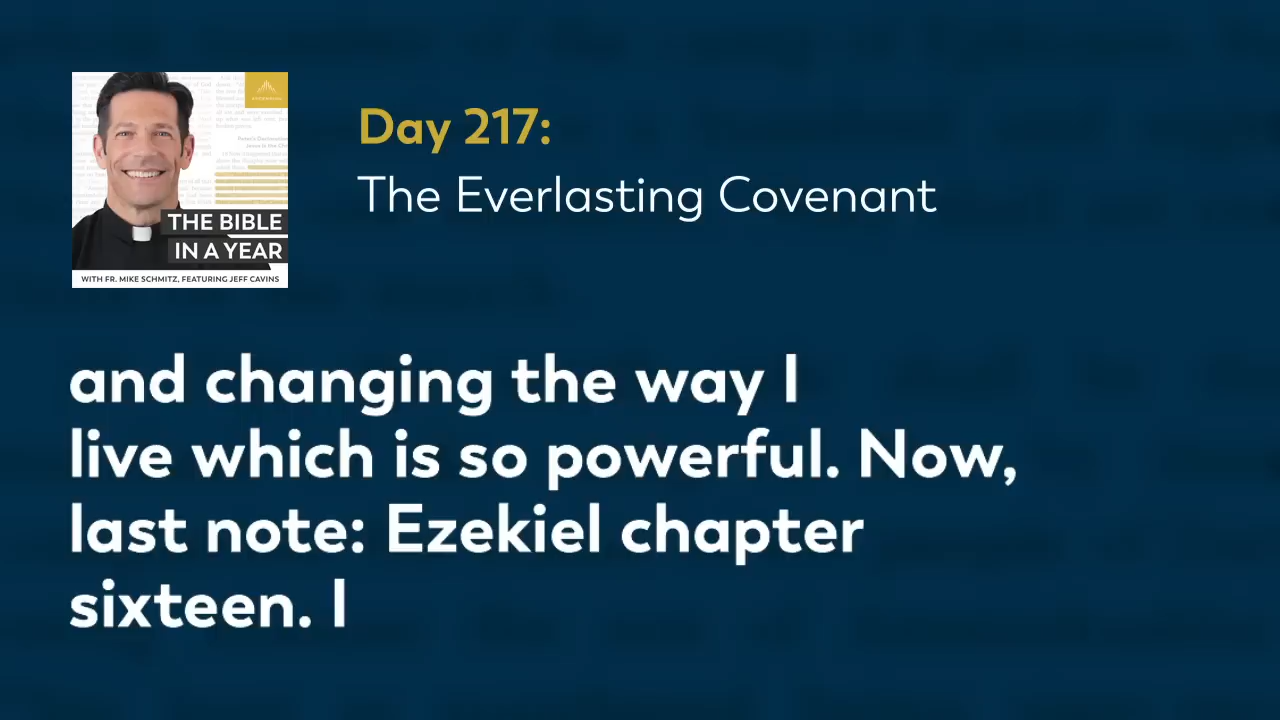 Day 217:
The Everlasting Covenant
THE BIBLE
IN A YEAR
WITH FR. MIKE SCHMITZ, FEATURING JEFF CAVINS
and changing the way I
live which is so powerful. Now,
last note: Ezekiel chapter
sixteen. I